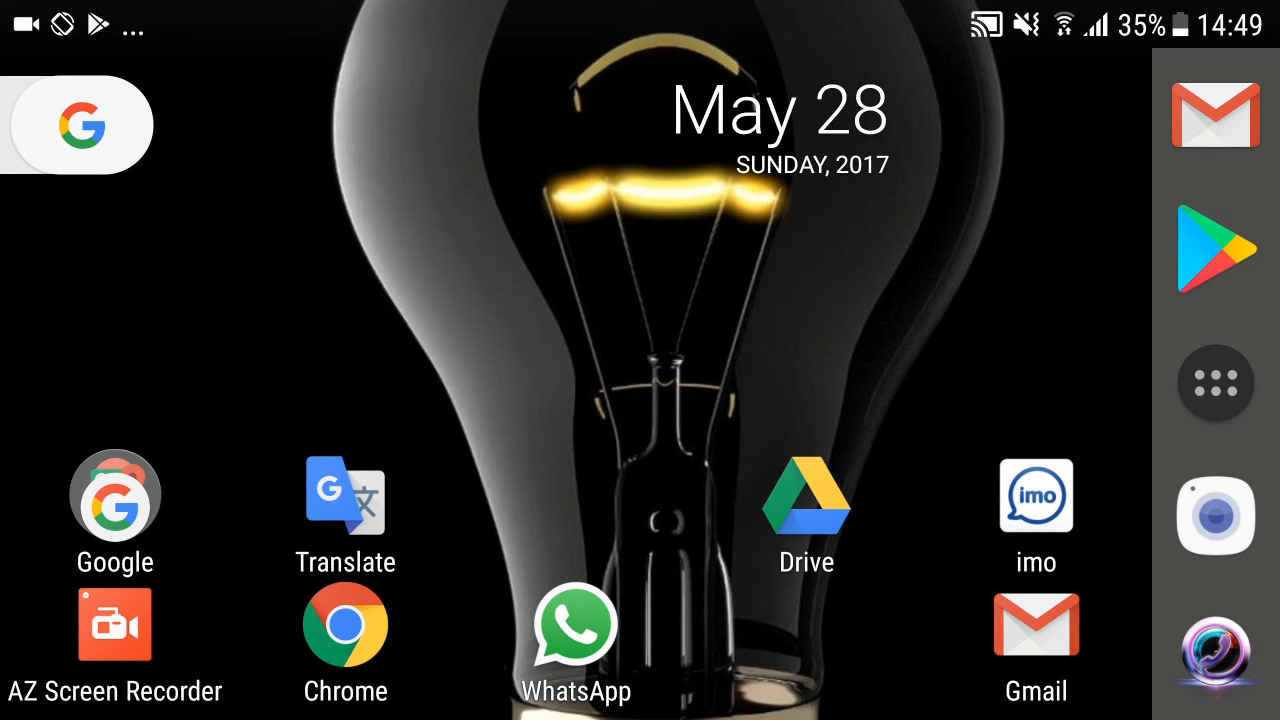 ... 35% 14:49
May 28
SUNDAY, 2017
Google Translate Drive imo
AZ Screen Recorder Chrome WhatsApp Gmail